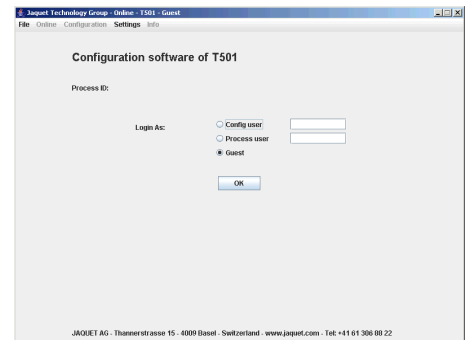 Jaquet Technology Group - Online - T501 - Guest
File Online Configuration Settings Info
Configuration software of T501
Process ID:
Login As:
Config user
Process user
Guest
OK
JAQUET AG - Thannerstrasse 15 - 4009 Basel - Switzerland - www.jaquet.com - Tel: +41 61 306 88 22